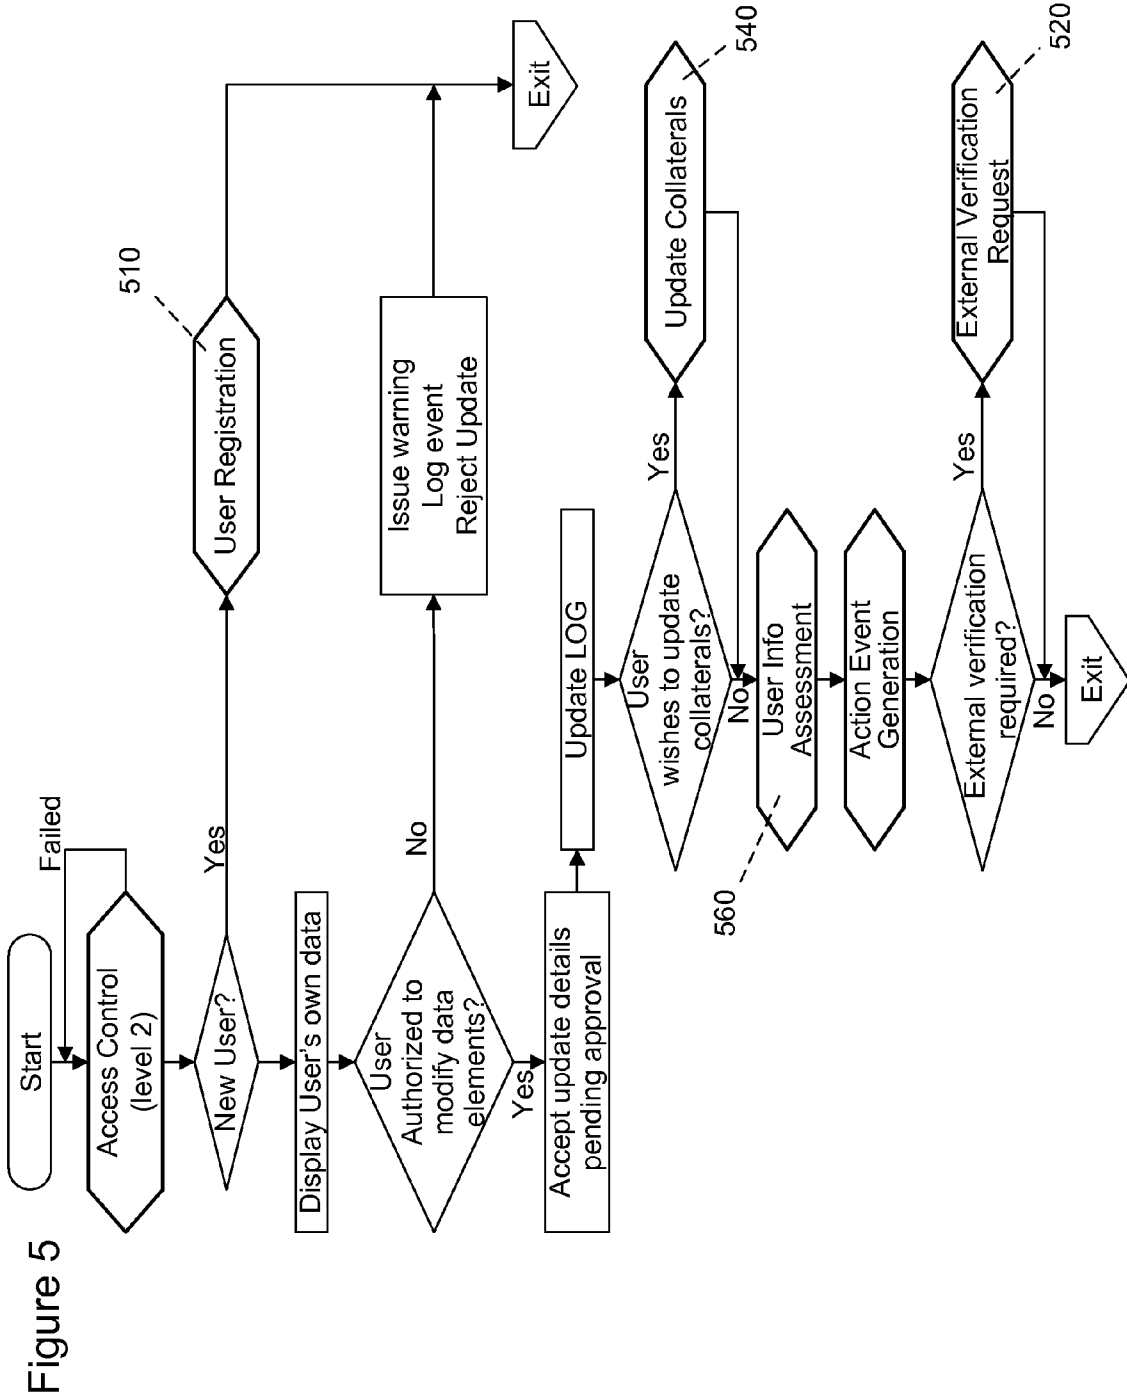 Figure 5
Start
Failed
Access Control
(level 2)
New User?
Yes
User Registration
510
Display User's own data
User
Authorized to
modify data
elements?
No
Issue warning
Log event
Reject Update
Exit
Yes
Accept update details
pending approval
Update LOG
User
wishes to update
collaterals?
Yes
Update Collaterals
540
No
User Info
Assessment
560
Action Event
Generation
External verification
required?
Yes
External Verification
Request
520
No
Exit